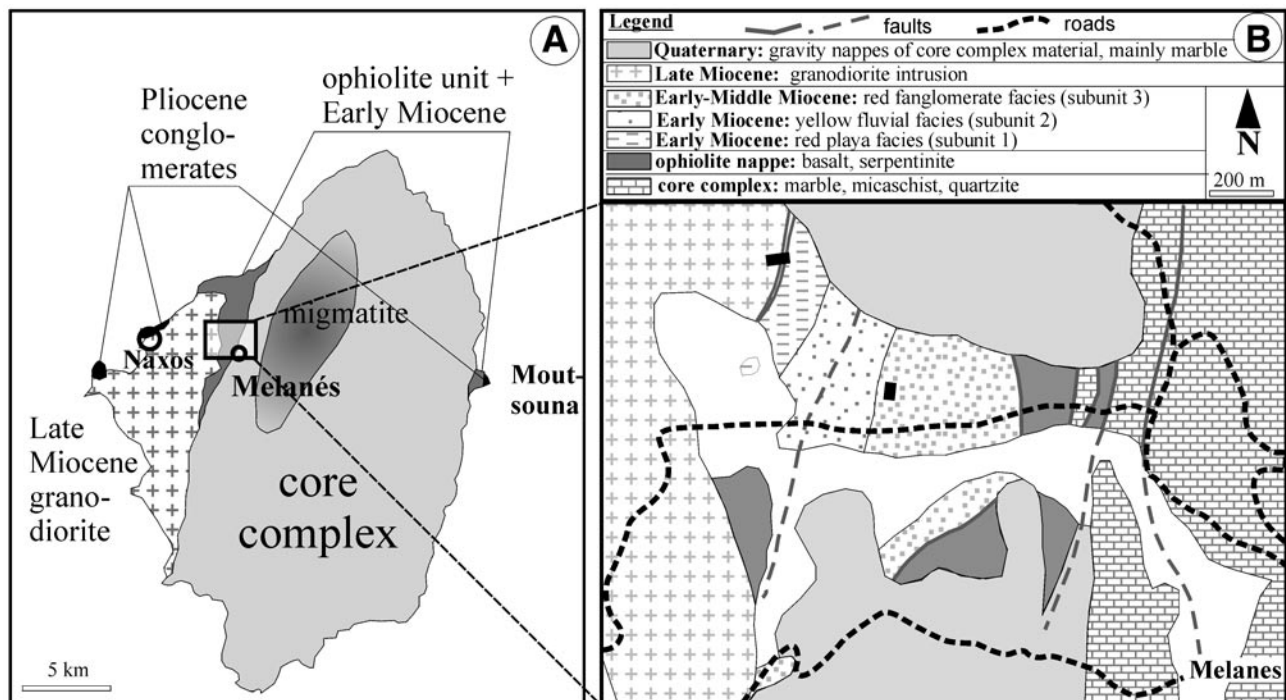 A
Pliocene
conglo-
merates
ophiolite unit +
Early Miocene
migmatite
Naxos
Melanés
Mout-
souna
Late
Miocene
grano-
diorite
core
complex
5 km
B
Legend
faults
roads
Quaternary: gravity nappes of core complex material, mainly marble
Late Miocene: granodiorite intrusion
Early-Middle Miocene: red fanglomerate facies (subunit 3)
Early Miocene: yellow fluvial facies (subunit 2)
Early Miocene: red playa facies (subunit 1)
ophiolite nappe: basalt, serpentinite
core complex: marble, micaschist, quartzite
N
200 m
Melanes